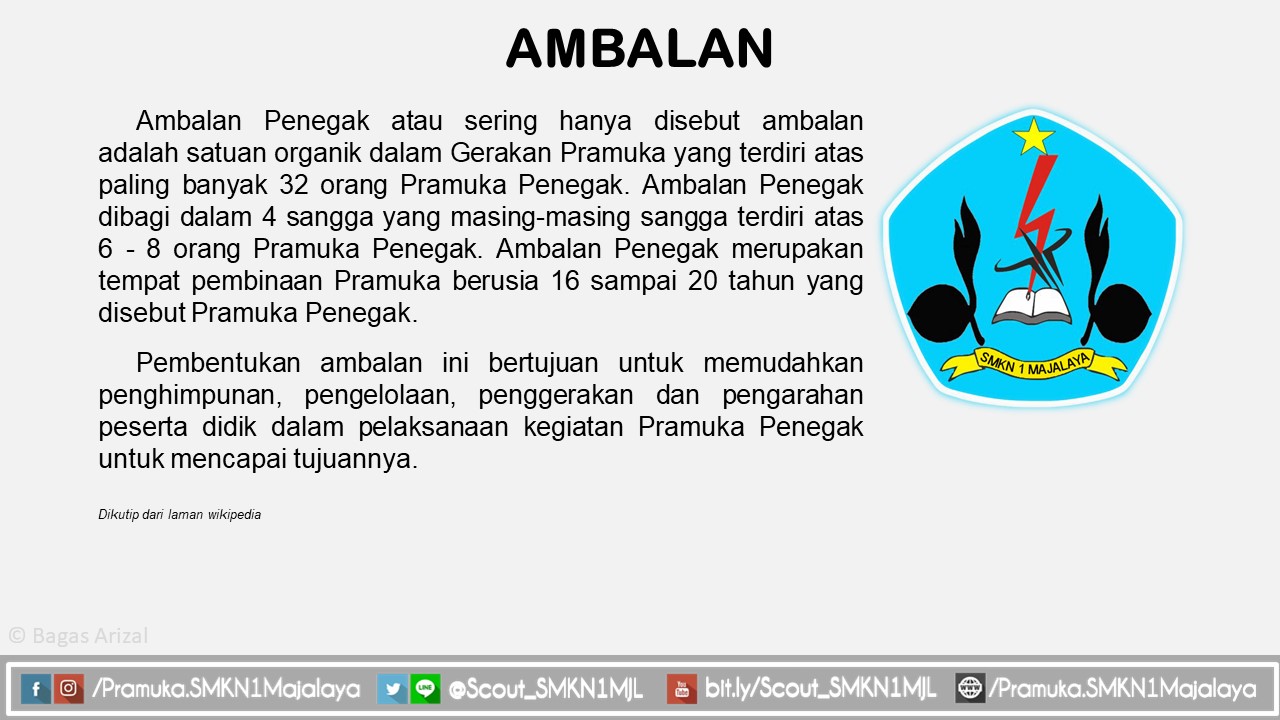 AMBALAN
Ambalan Penegak atau sering hanya disebut ambalan
adalah satuan organik dalam Gerakan Pramuka yang terdiri atas
paling banyak 32 orang Pramuka Penegak. Ambalan Penegak
dibagi dalam 4 sangga yang masing-masing sangga terdiri atas
6 - 8 orang Pramuka Penegak. Ambalan Penegak merupakan
tempat pembinaan Pramuka berusia 16 sampai 20 tahun yang
disebut Pramuka Penegak.
Pembentukan ambalan ini bertujuan untuk memudahkan
penghimpunan, pengelolaan, penggerakan dan pengarahan
peserta didik dalam pelaksanaan kegiatan Pramuka Penegak
untuk mencapai tujuannya.
Dikutip dari laman wikipedia
SMKN 1 MAJALAYA
© Bagas Arizal
/Pramuka.SMKN1Majalaya LINE @Scout_SMKN1MJL You Tube bit.ly/Scout_SMKN1MJL WWW /Pramuka.SMKN1Majalaya